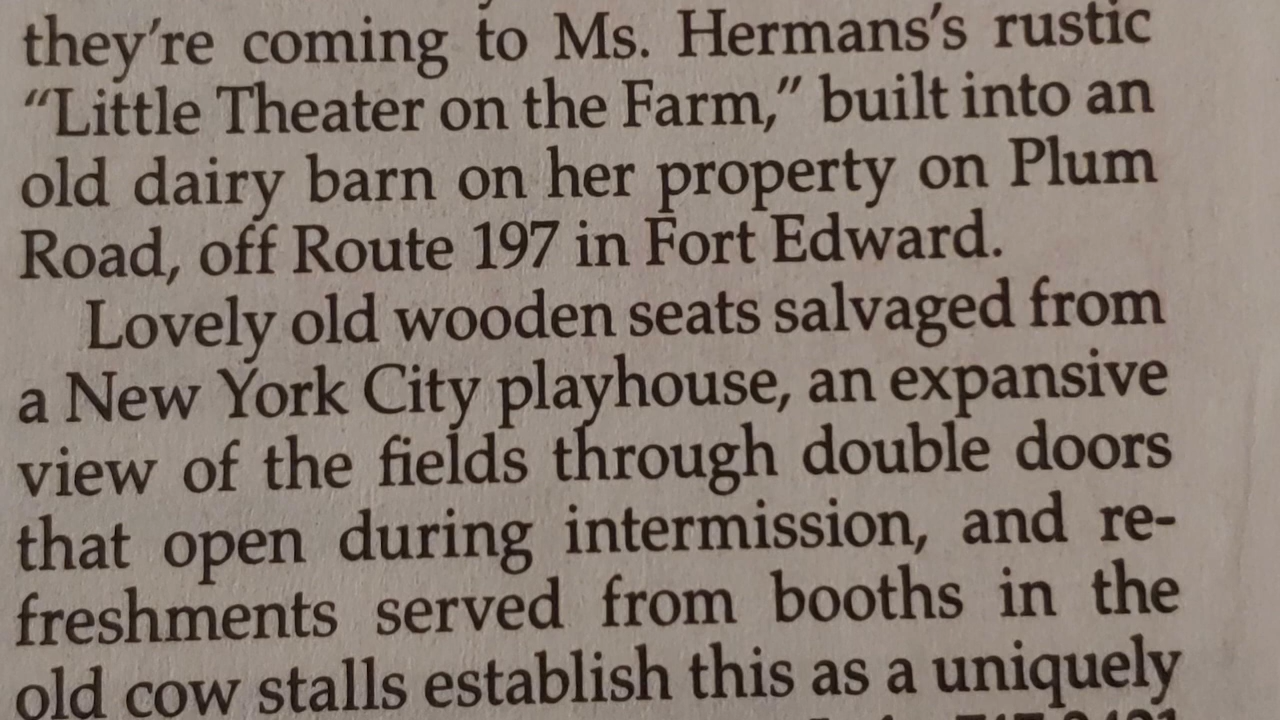 they're coming to Ms. Hermans's rustic
“Little Theater on the Farm,” built into an
old dairy barn on her property on Plum
Road, off Route 197 in Fort Edward.
Lovely old wooden seats salvaged from
a New York City playhouse, an expansive
view of the fields through double doors
that open during intermission, and re-
freshments served from booths in the
old cow stalls establish this as a uniquely